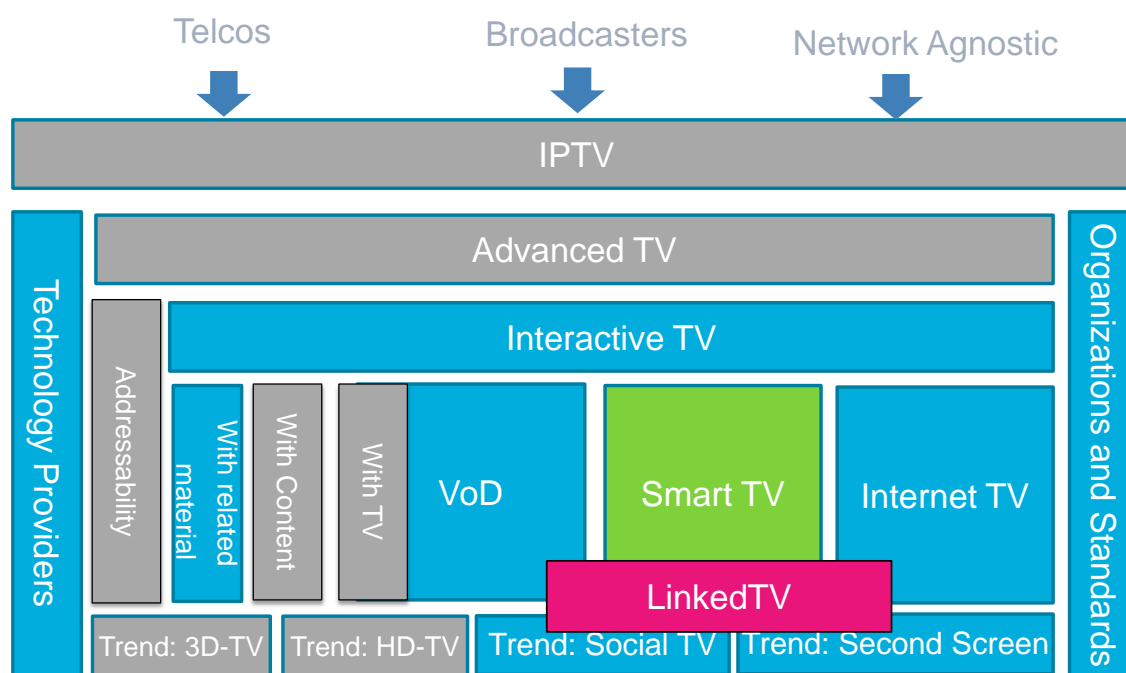 Telcos
Broadcasters
Network Agnostic
IPTV
Technology Providers
Advanced TV
Organizations and Standards
Addressability
Interactive TV
With related
material
With Content
With TV
VoD
Smart TV
Internet TV
LinkedTV
Trend: 3D-TV
Trend: HD-TV
Trend: Social TV
Trend: Second Screen